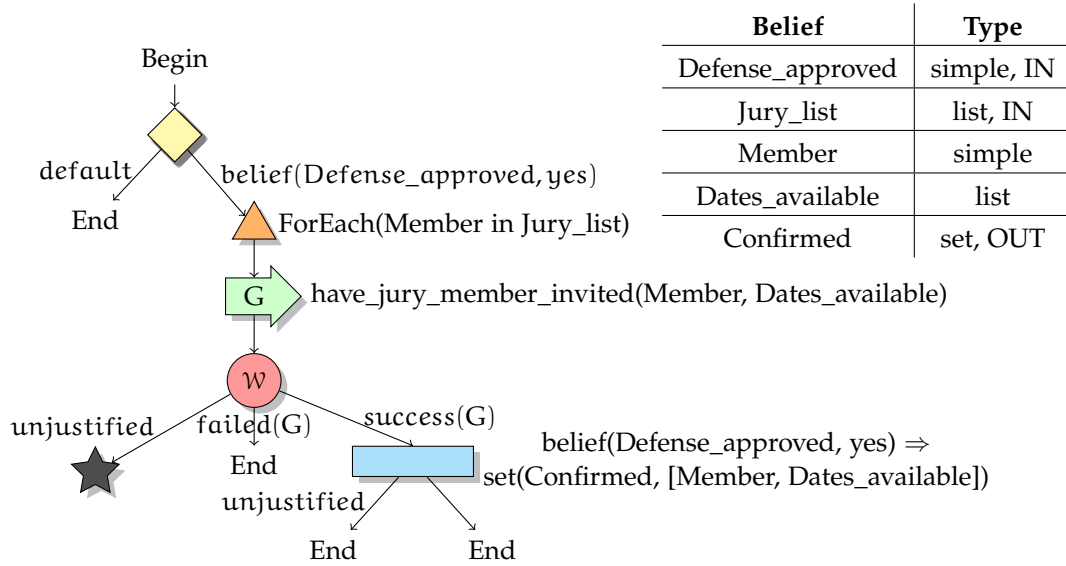 Begin
default
belief(Defense_approved, yes)
End
ForEach(Member in Jury_list)
G
have_jury_member_invited(Member, Dates_available)
W
unjustified
failed(G)
success(G)
End
belief(Defense_approved, yes) ⇒
set(Confirmed, [Member, Dates_available])
unjustified
End
End
Belief Type
Defense_approved simple, IN
Jury_list list, IN
Member simple
Dates_available list
Confirmed set, OUT